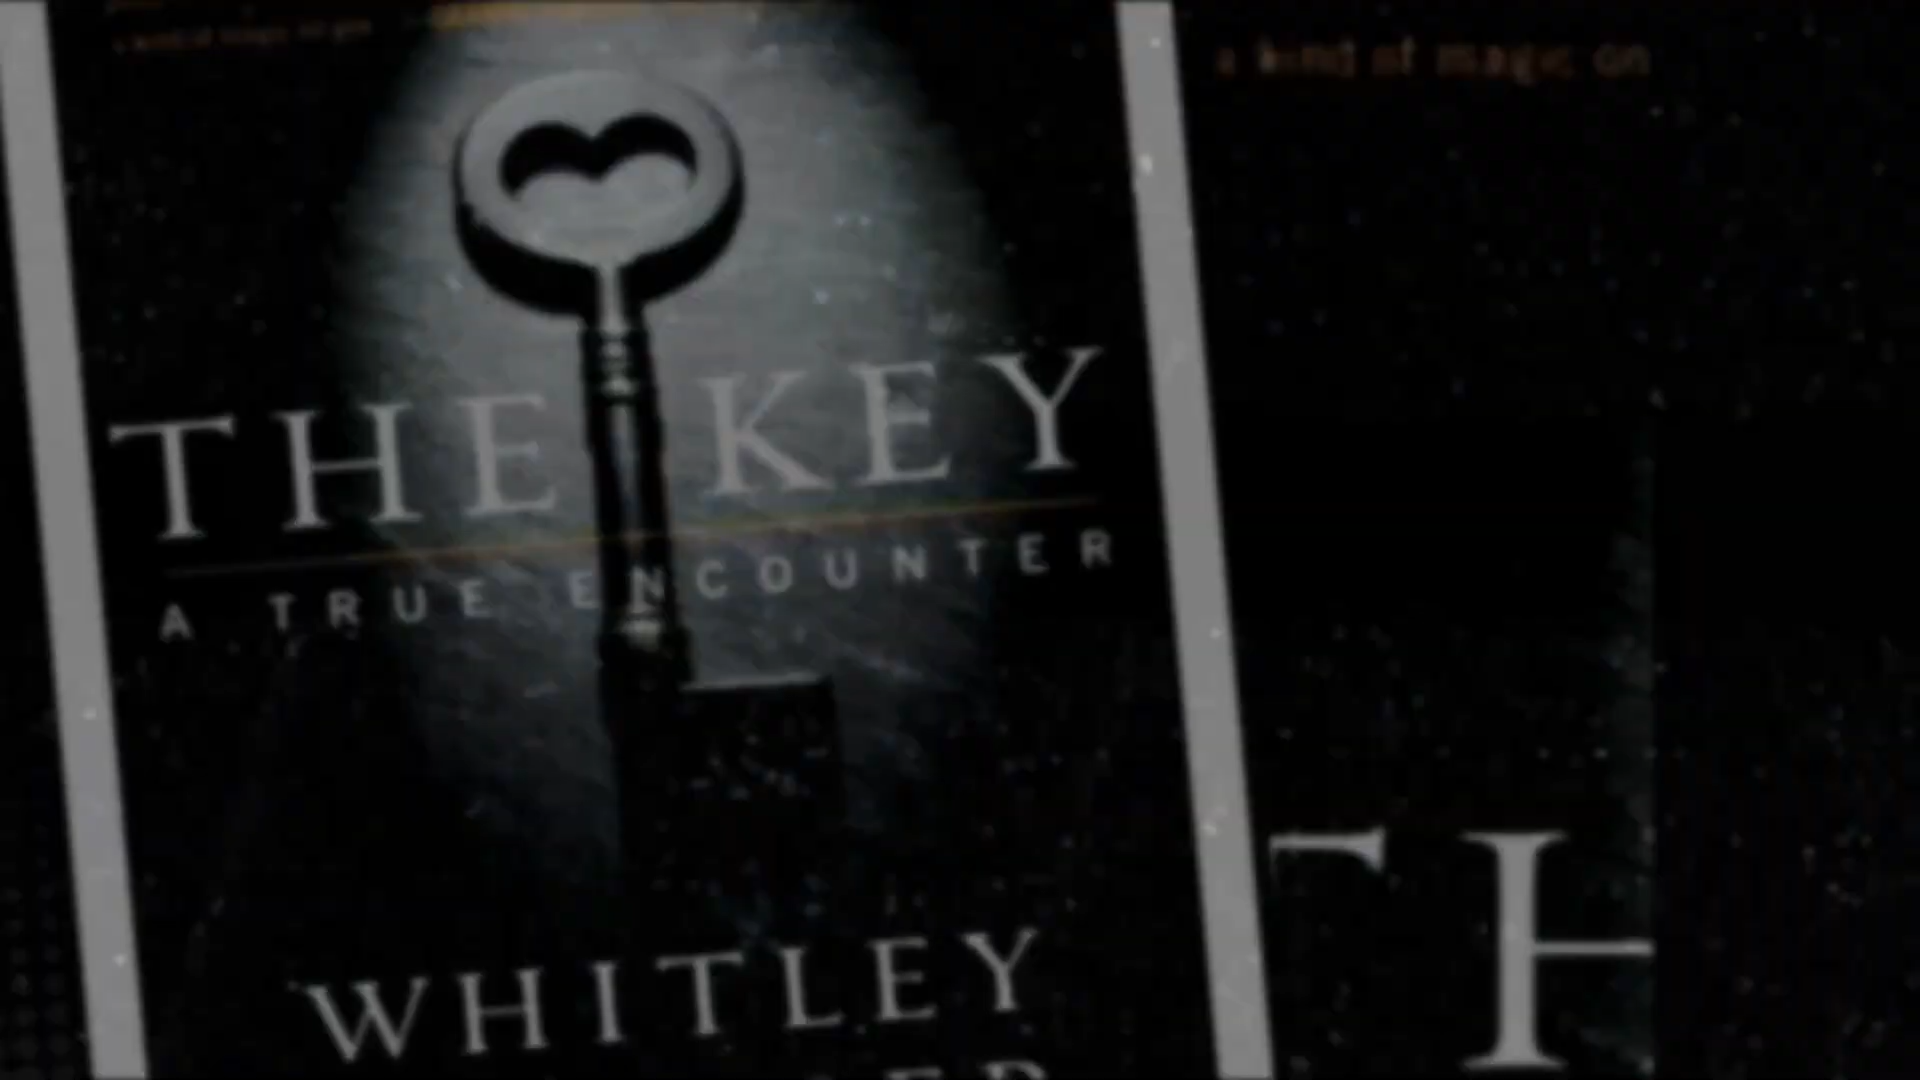 a kind of magic on
THE KEY
A TRUE ENCOUNTER
WHITLEY
TH